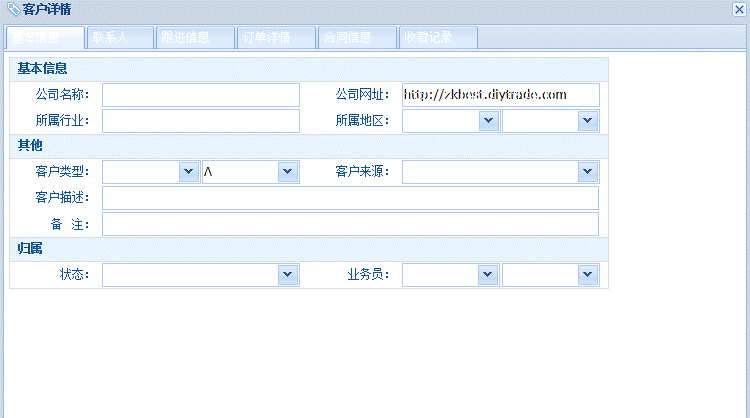 客户详情
基本信息 联系人 跟进信息 订单详情 合同信息 收款记录
基本信息
公司名称： 公司网址： http://zkbest.diytrade.com
所属行业： 所属地区：
其他
客户类型： A 客户来源：
客户描述：
备 注：
归属
状态： 业务员：